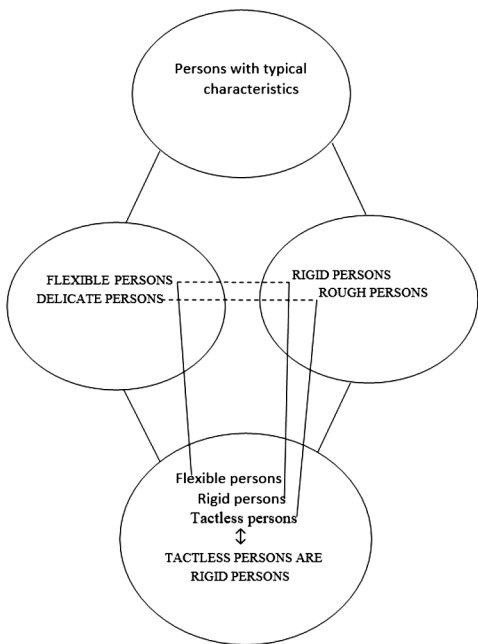 Persons with typical
characteristics
FLEXIBLE PERSONS
DELICATE PERSONS
RIGID PERSONS
ROUGH PERSONS
Flexible persons
Rigid persons
Tactless persons
TACTLESS PERSONS ARE
RIGID PERSONS